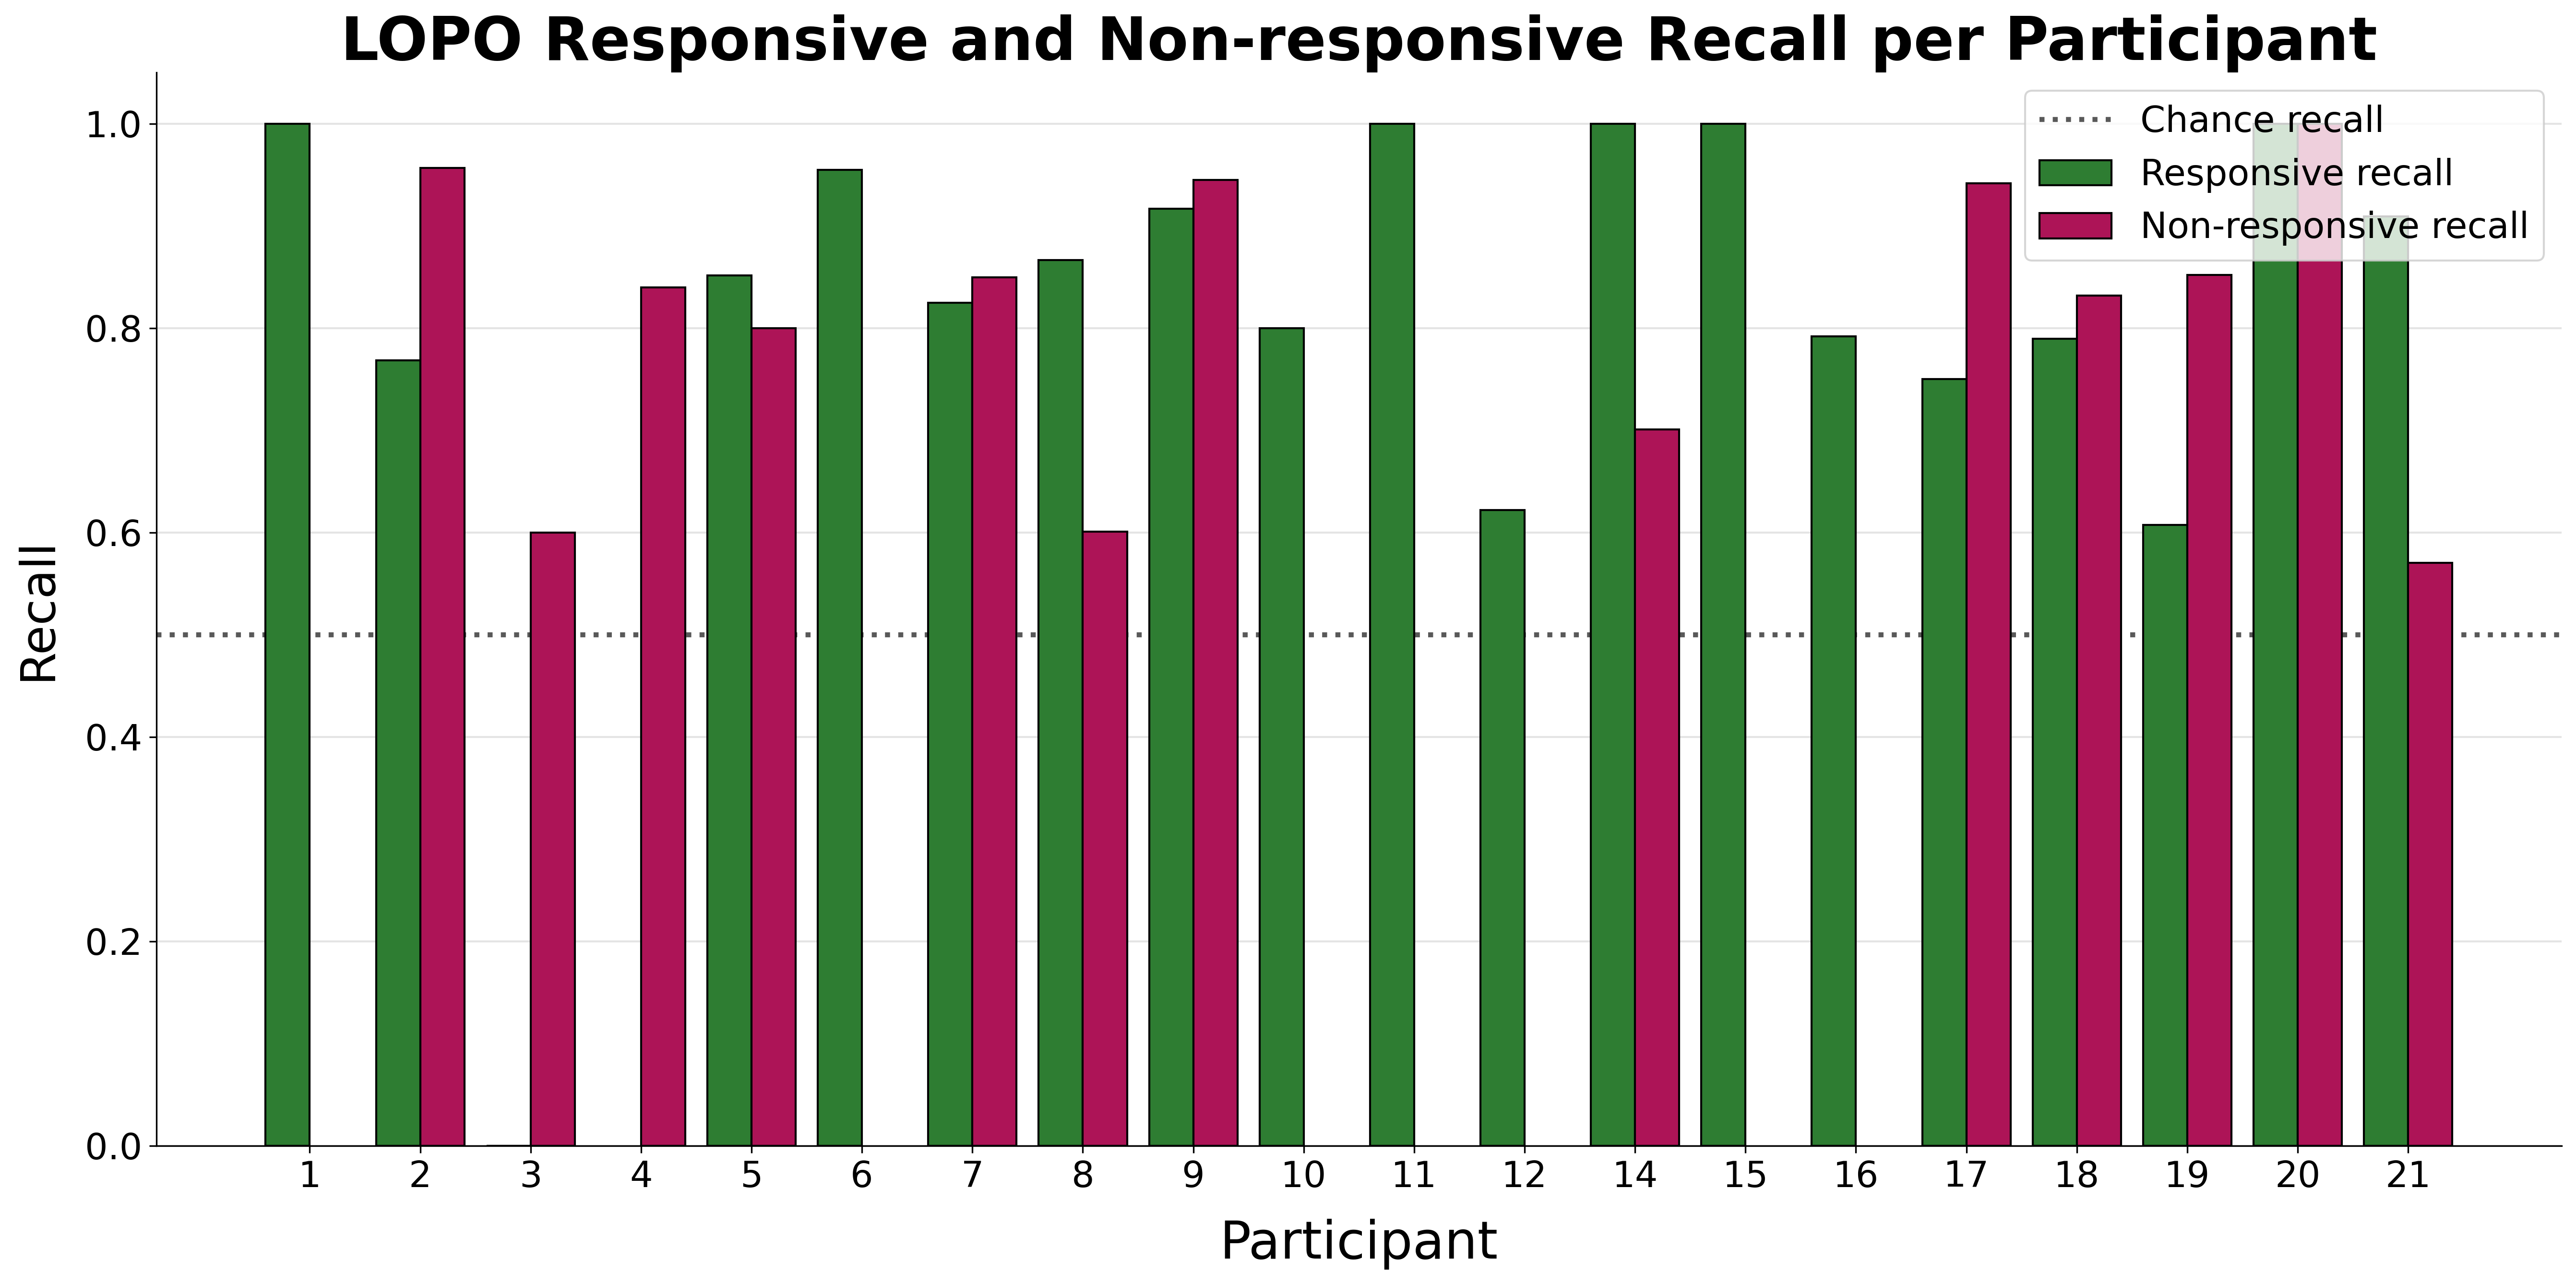 LOPO Responsive and Non-responsive Recall per Participant
Chance recall
Responsive recall
Non-responsive recall
Recall
1.0
0.8
0.6
0.4
0.2
0.0
1 2 3 4 5 6 7 8 9 10 11 12 14 15 16 17 18 19 20 21
Participant